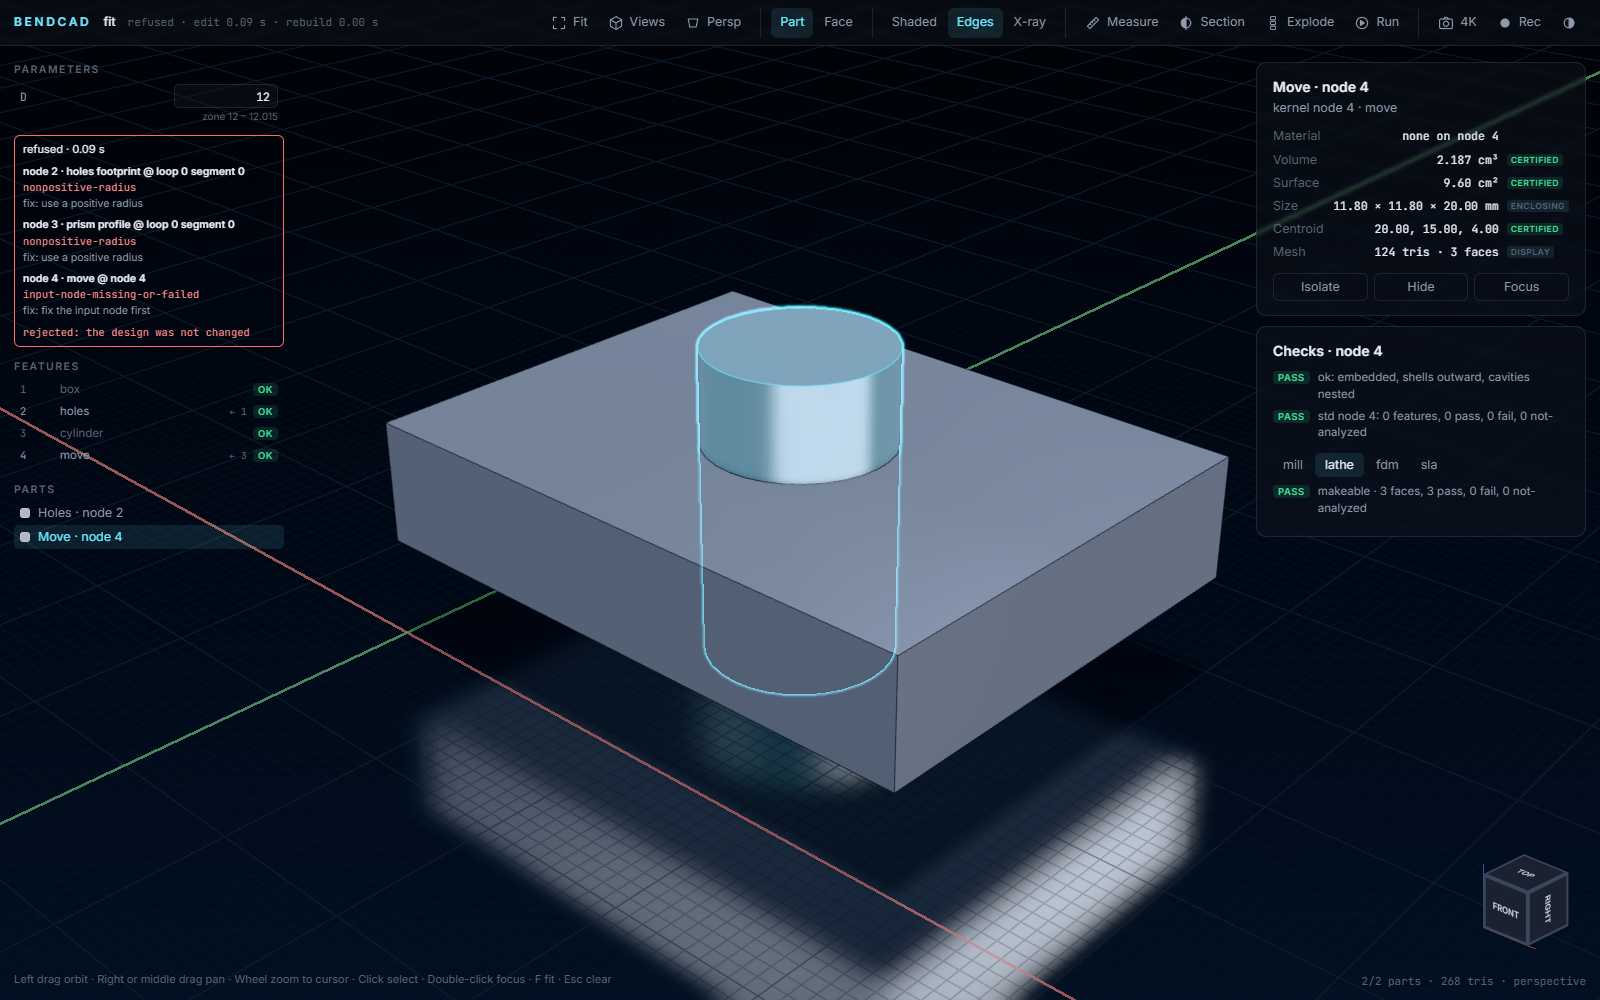 BENDCAD fit refused · edit 0.09 s · rebuild 0.00 s
Fit Views Persp Part Face Shaded Edges X-ray Measure Section Explode Run 4K Rec
PARAMETERS
D 12
zone 12 – 12.015
refused · 0.09 s
node 2 · holes footprint @ loop 0 segment 0
nonpositive-radius
fix: use a positive radius
node 3 · prism profile @ loop 0 segment 0
nonpositive-radius
fix: use a positive radius
node 4 · move @ node 4
input-node-missing-or-failed
fix: fix the input node first
rejected: the design was not changed
FEATURES
1 box OK
2 holes ← 1 OK
3 cylinder OK
4 move ← 3 OK
PARTS
Holes · node 2
Move · node 4
Move · node 4
kernel node 4 · move
Material none on node 4
Volume 2.187 cm³ CERTIFIED
Surface 9.60 cm² CERTIFIED
Size 11.80 × 11.80 × 20.00 mm ENCLOSING
Centroid 20.00, 15.00, 4.00 CERTIFIED
Mesh 124 tris · 3 faces DISPLAY
Isolate Hide Focus
Checks · node 4
PASS ok: embedded, shells outward, cavities
nested
PASS std node 4: 0 features, 0 pass, 0 fail, 0 not-
analyzed
mill lathe fdm sla
PASS makeable · 3 faces, 3 pass, 0 fail, 0 not-
analyzed
TOP
FRONT
RIGHT
Left drag orbit · Right or middle drag pan · Wheel zoom to cursor · Click select · Double-click focus · F fit · Esc clear
2/2 parts · 268 tris · perspective